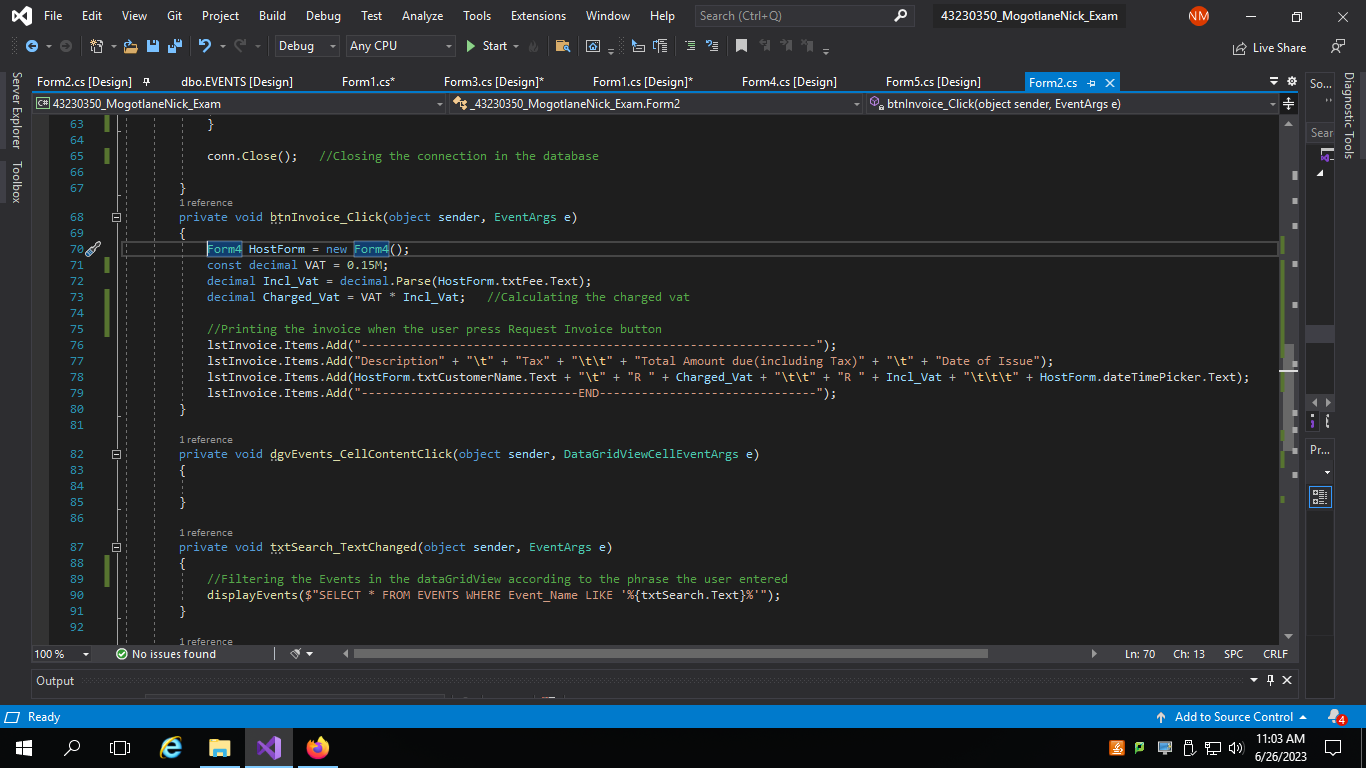 File Edit View Git Project Build Debug Test Analyze Tools Extensions Window Help Search (Ctrl+Q) 43230350_MogotlaneNick_Exam NM
Debug Any CPU Start Live Share
Form2.cs [Design] dbo.EVENTS [Design] Form1.cs* Form3.cs [Design]* Form1.cs [Design]* Form4.cs [Design] Form5.cs [Design] Form2.cs
43230350_MogotlaneNick_Exam _43230350_MogotlaneNick_Exam.Form2 btnInvoice_Click(object sender, EventArgs e)
Server Explorer
Toolbox
63 }
64
65 conn.Close(); //Closing the connection in the database
66
67 }
1 reference
68 private void btnInvoice_Click(object sender, EventArgs e)
69 {
70 Form4 HostForm = new Form4();
71 const decimal VAT = 0.15M;
72 decimal Incl_Vat = decimal.Parse(HostForm.txtFee.Text);
73 decimal Charged_Vat = VAT * Incl_Vat; //Calculating the charged vat
74
75 //Printing the invoice when the user press Request Invoice button
76 lstInvoice.Items.Add("-----------------------------------------------------------------");
77 lstInvoice.Items.Add("Description" + "\t" + "Tax" + "\t\t" + "Total Amount due(including Tax)" + "\t" + "Date of Issue");
78 lstInvoice.Items.Add(HostForm.txtCustomerName.Text + "\t" + "R " + Charged_Vat + "\t\t" + "R " + Incl_Vat + "\t\t\t" + HostForm.dateTimePicker.Text);
79 lstInvoice.Items.Add("-------------------------------END-------------------------------");
80 }
81
1 reference
82 private void dgvEvents_CellContentClick(object sender, DataGridViewCellEventArgs e)
83 {
84
85 }
86
1 reference
87 private void txtSearch_TextChanged(object sender, EventArgs e)
88 {
89 //Filtering the Events in the dataGridView according to the phrase the user entered
90 displayEvents($"SELECT * FROM EVENTS WHERE Event_Name LIKE '%{txtSearch.Text}%'");
91 }
92
1 reference
So...
Sear
Pr...
Diagnostic Tools
100 % No issues found Ln: 70 Ch: 13 SPC CRLF
Output
Ready Add to Source Control 4
11:03 AM
6/26/2023